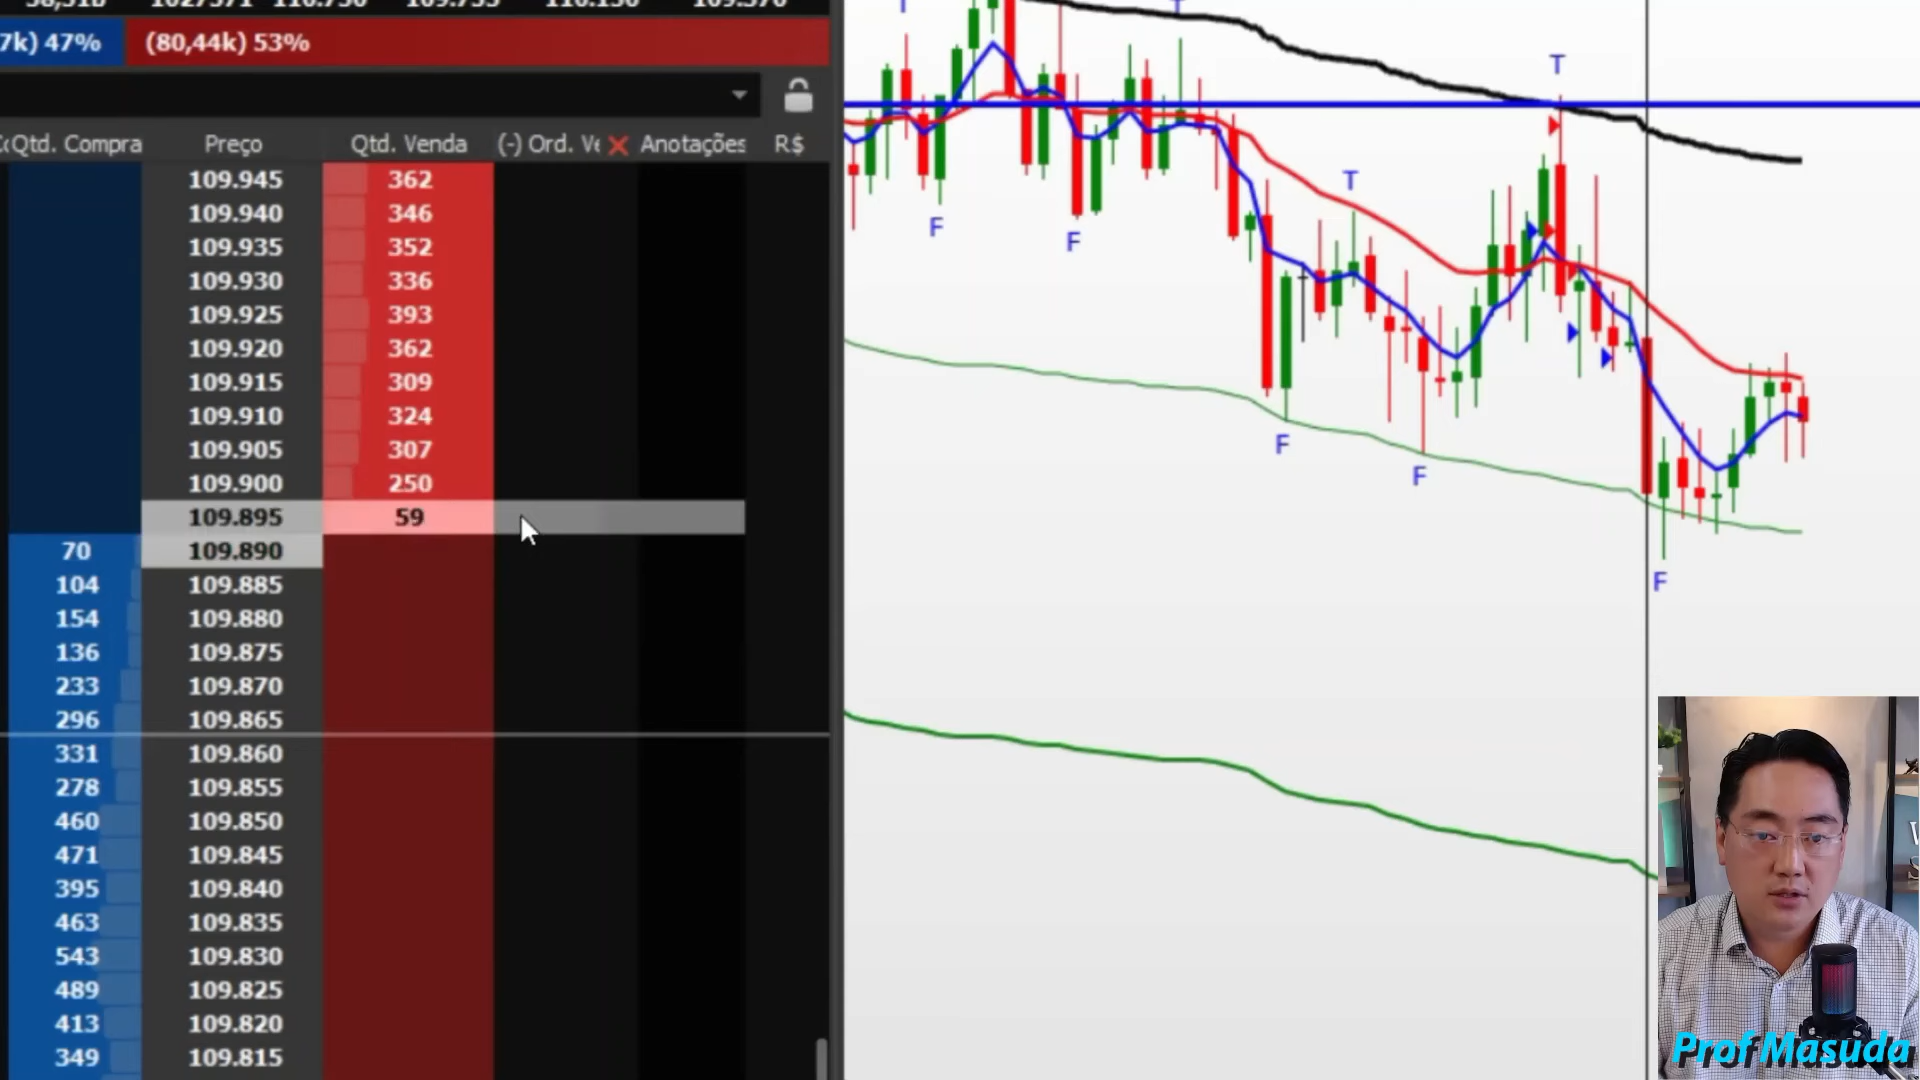 7k) 47% (80,44k) 53%
Qtd. Compra Preço Qtd. Venda (-) Ord. Ve Anotações R$
109.945 362
109.940 346
109.935 352
109.930 336
109.925 393
109.920 362
109.915 309
109.910 324
109.905 307
109.900 250
109.895 59
70 109.890
104 109.885
154 109.880
136 109.875
233 109.870
296 109.865
331 109.860
278 109.855
460 109.850
471 109.845
395 109.840
463 109.835
543 109.830
489 109.825
413 109.820
349 109.815
T
T
F
F
F
F
F
Prof Masuda